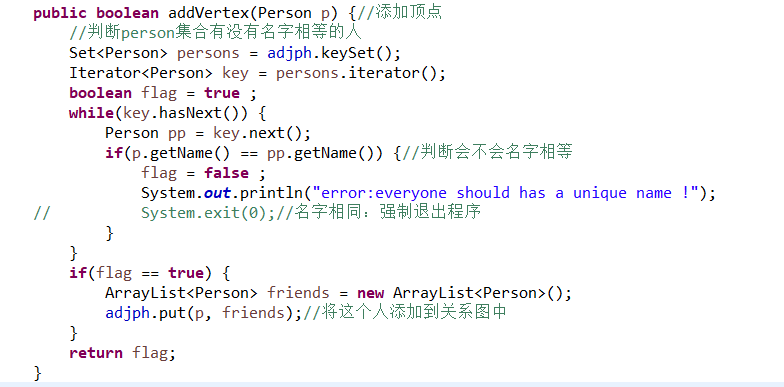 public boolean addVertex(Person p) {//添加顶点
//判断person集合有没有名字相等的人
Set<Person> persons = adjph.keySet();
Iterator<Person> key = persons.iterator();
boolean flag = true ;
while(key.hasNext()) {
Person pp = key.next();
if(p.getName() == pp.getName()) {//判断会不会名字相等
flag = false ;
System.out.println("error:everyone should has a unique name !");
// System.exit(0);//名字相同：强制退出程序
}
}
if(flag == true) {
ArrayList<Person> friends = new ArrayList<Person>();
adjph.put(p, friends);//将这个人添加到关系图中
}
return flag;
}